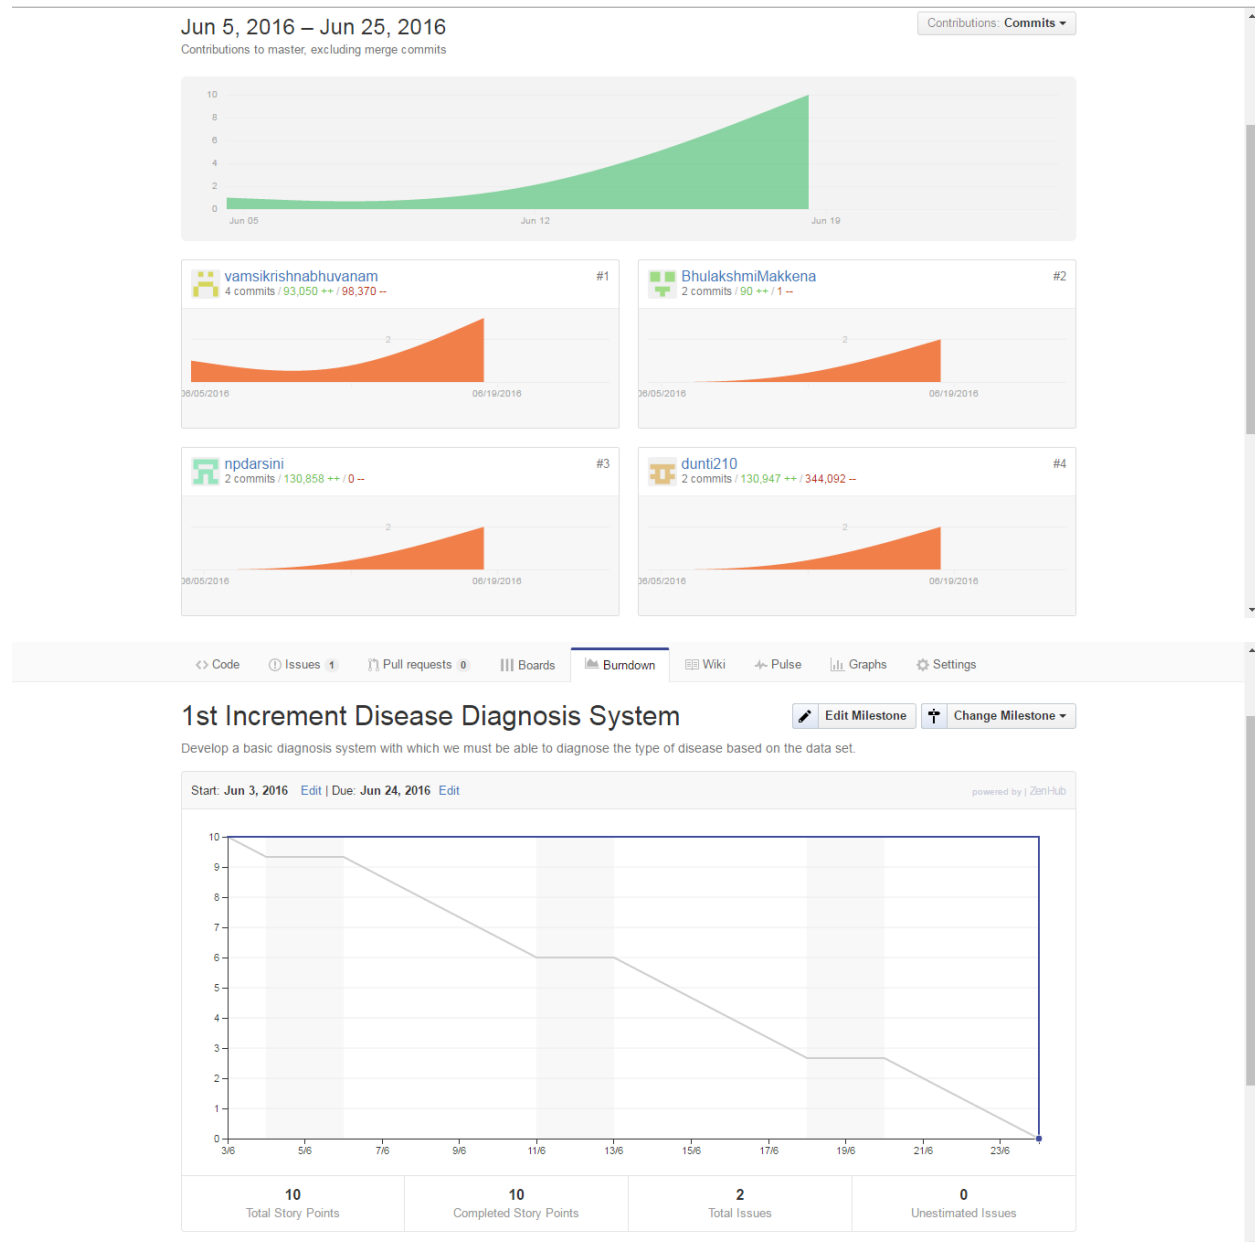 Jun 5, 2016 – Jun 25, 2016
Contributions: Commits
Contributions to master, excluding merge commits
10
8
6
4
2
0
Jun 05 Jun 12 Jun 19
vamsikrishnabhuvanam #1
4 commits / 93,050 ++ / 98,370 --
2
06/05/2016 06/19/2016
BhulakshmiMakkena #2
2 commits / 90 ++ / 1 --
2
06/05/2016 06/19/2016
npdarsini #3
2 commits / 130,858 ++ / 0 --
2
06/05/2016 06/19/2016
dunti210 #4
2 commits / 130,947 ++ / 344,092 --
2
06/05/2016 06/19/2016
Code Issues 1 Pull requests 0 Boards Burndown Wiki Pulse Graphs Settings
1st Increment Disease Diagnosis System
Edit Milestone Change Milestone
Develop a basic diagnosis system with which we must be able to diagnose the type of disease based on the data set.
Start: Jun 3, 2016 Edit | Due: Jun 24, 2016 Edit
powered by | ZenHub
10
9
8
7
6
5
4
3
2
1
0
3/6 5/6 7/6 9/6 11/6 13/6 15/6 17/6 19/6 21/6 23/6
10 10 2 0
Total Story Points Completed Story Points Total Issues Unestimated Issues